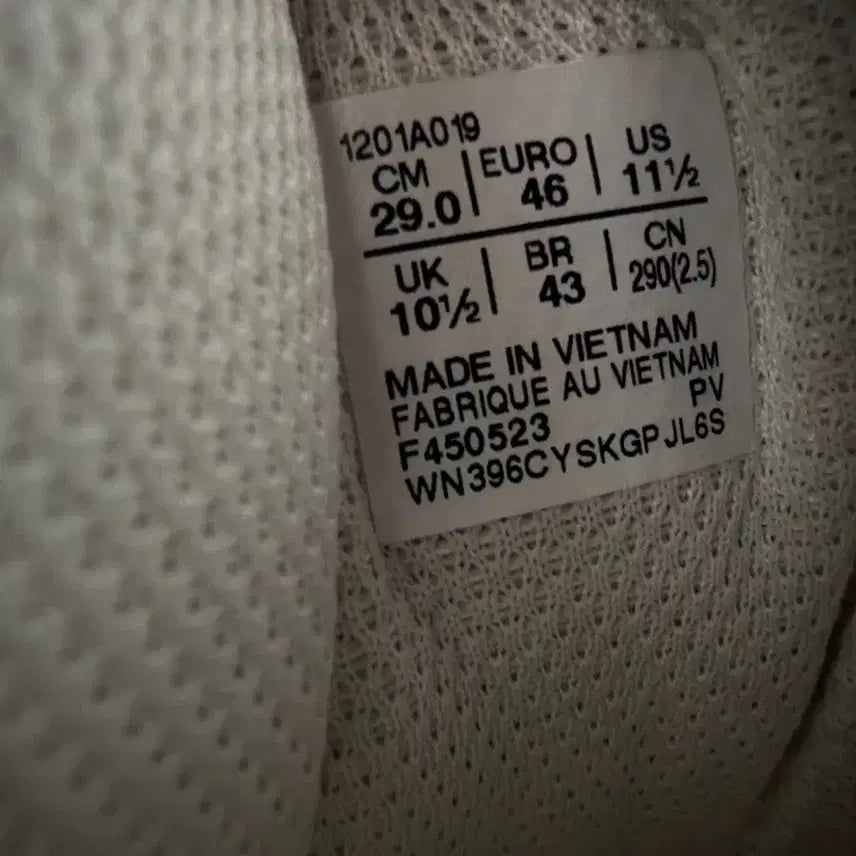 1201A019
CM | EURO | US
29.0 | 46 | 11½
UK | BR | CN
10½ | 43 | 290(2.5)
MADE IN VIETNAM
FABRIQUE AU VIETNAM
F450523 PV
WN396CYSKGPJL6S